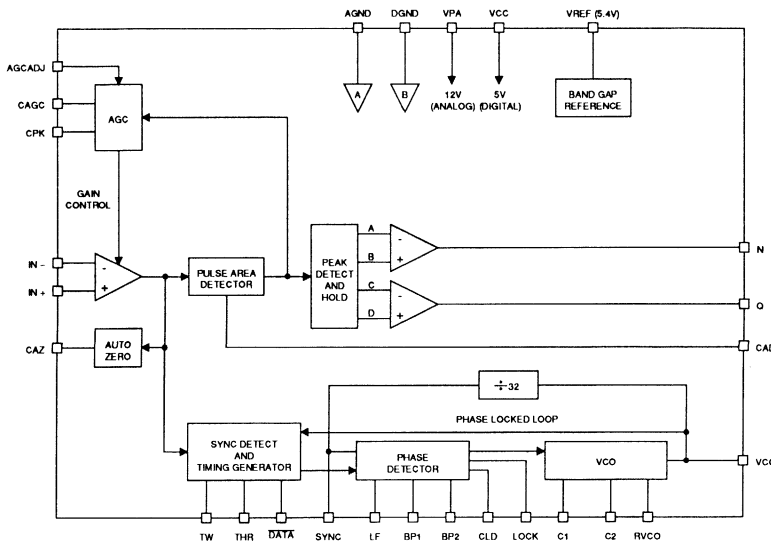 AGND DGND VPA VCC VREF (5.4V)
AGCADJ
CAGC
CPK
AGC
A
B
12V
(ANALOG)
5V
(DIGITAL)
BAND GAP
REFERENCE
GAIN
CONTROL
IN –
IN +
-
+
PULSE AREA
DETECTOR
PEAK
DETECT
AND
HOLD
A
B
C
D
-
+
-
+
N
Q
CAD
CAZ
AUTO
ZERO
÷ 32
PHASE LOCKED LOOP
SYNC DETECT
AND
TIMING GENERATOR
PHASE
DETECTOR
VCO
VCO
TW THR DATA SYNC LF BP1 BP2 CLD LOCK C1 C2 RVCO